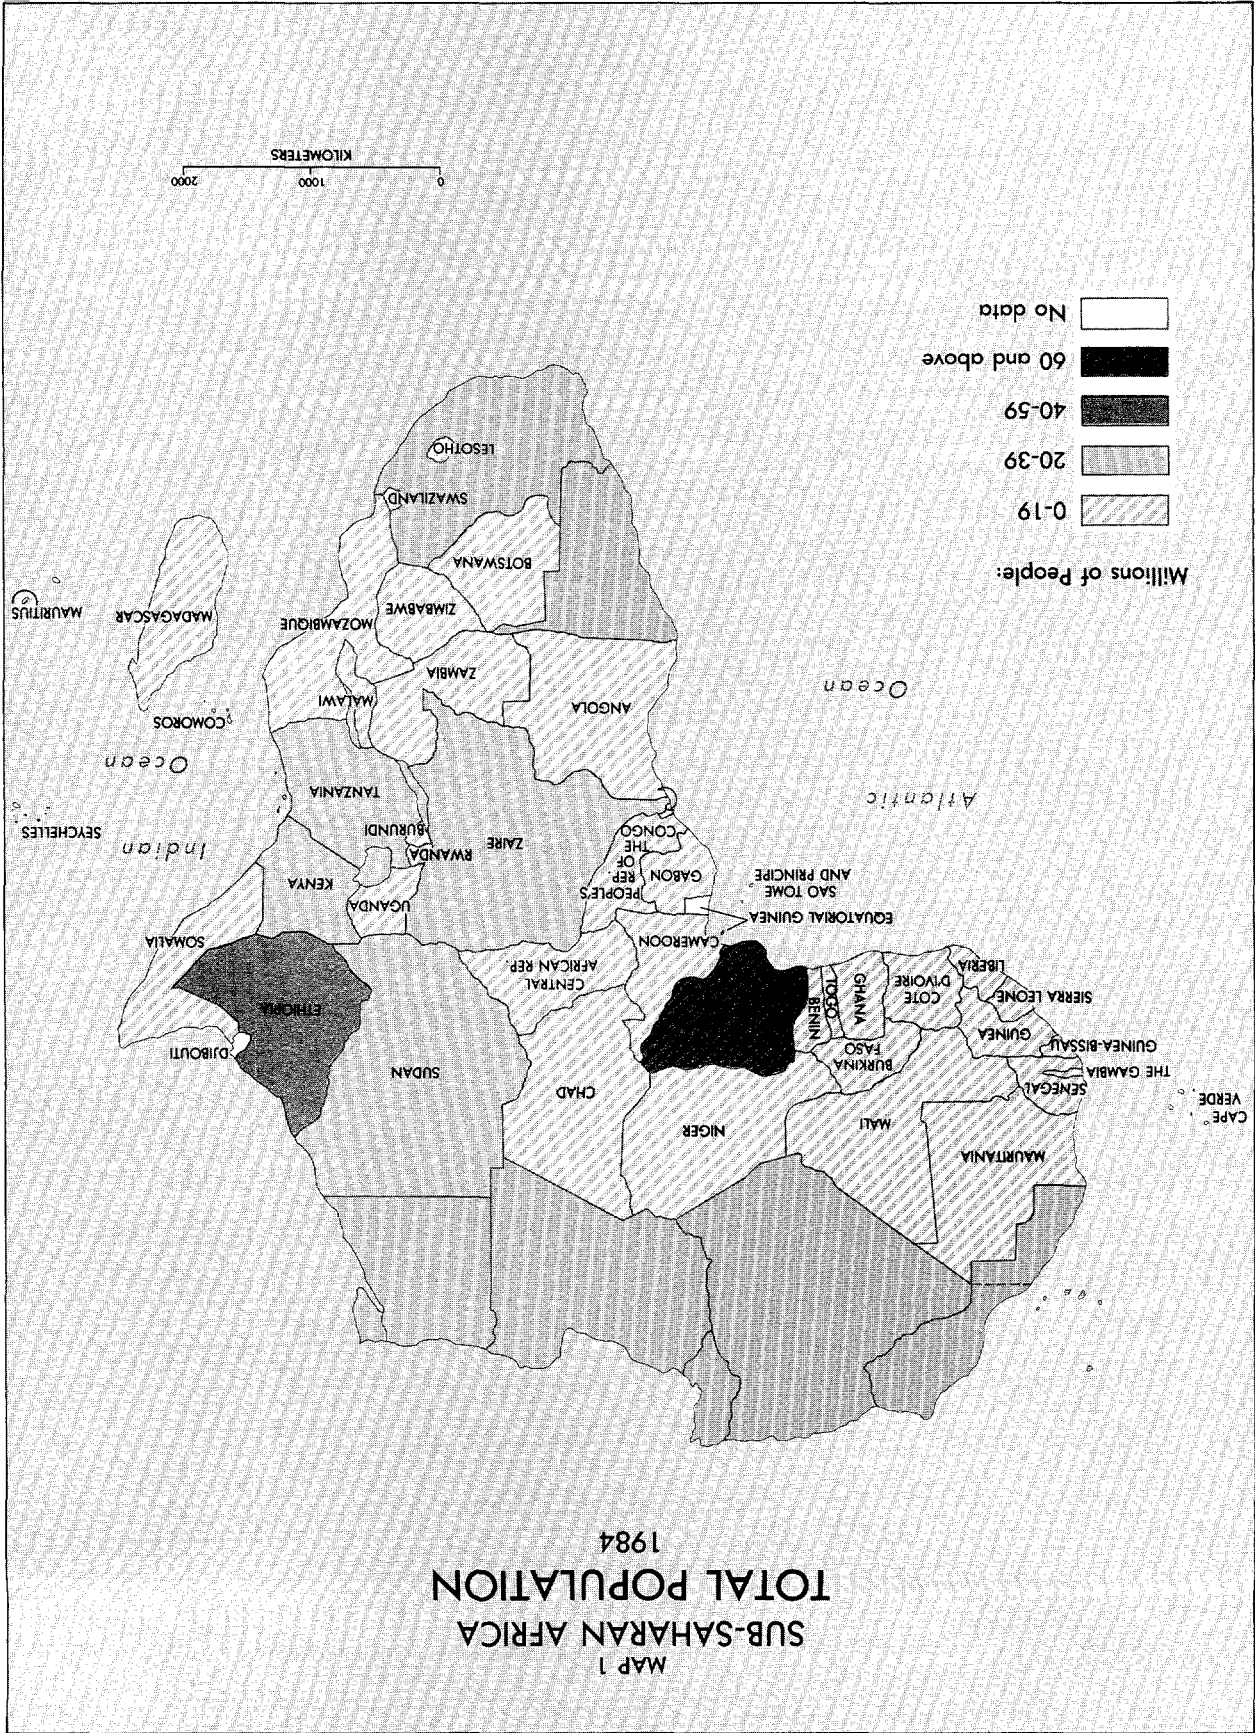 MAP 1
SUB-SAHARAN AFRICA
TOTAL POPULATION
1984
CAPE
VERDE
MAURITANIA
MALI
NIGER
CHAD
SUDAN
SENEGAL
THE GAMBIA
GUINEA-BISSAU
GUINEA
SIERRA LEONE
LIBERIA
COTE
D'IVOIRE
BURKINA
FASO
GHANA
TOGO
BENIN
CAMEROON
CENTRAL
AFRICAN REP.
ETHIOPIA
DJIBOUTI
SOMALIA
EQUATORIAL GUINEA
SAO TOME
AND PRINCIPE
GABON
PEOPLE'S
REP.
OF
THE
CONGO
ZAIRE
UGANDA
KENYA
RWANDA
BURUNDI
TANZANIA
Indian
Ocean
SEYCHELLES
COMOROS
Atlantic
Ocean
ANGOLA
ZAMBIA
MALAWI
MOZAMBIQUE
MADAGASCAR
MAURITIUS
ZIMBABWE
BOTSWANA
SWAZILAND
LESOTHO
Millions of People:
0-19
20-39
40-59
60 and above
No data
0
1000
2000
KILOMETERS